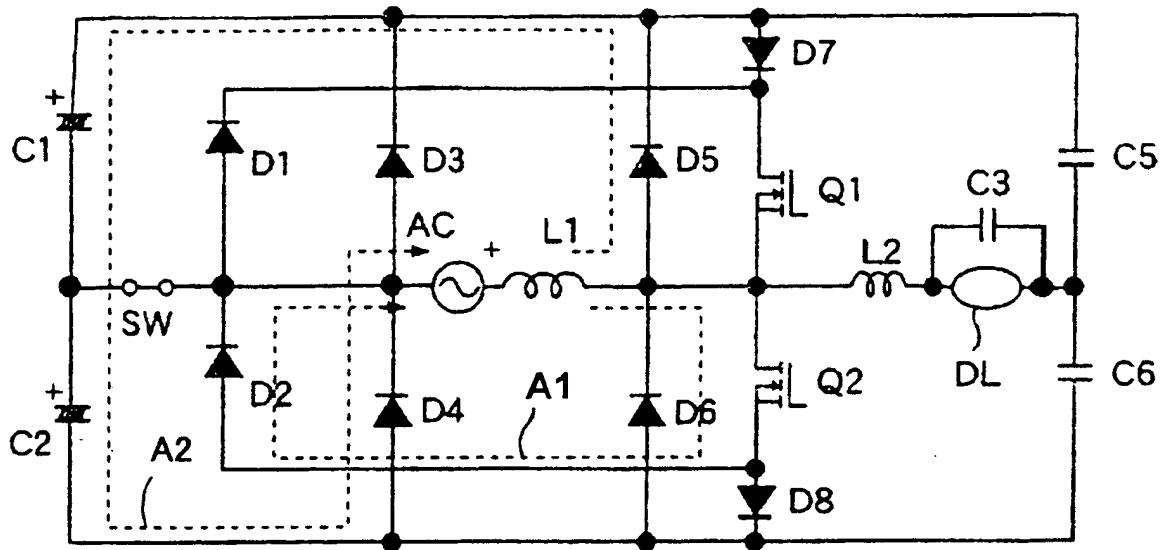 D7
+
C1
D1
D3
D5
C5
Q1
C3
AC
+
L1
L2
SW
D2
D4
A1
D6
Q2
DL
C6
+
C2
A2
D8